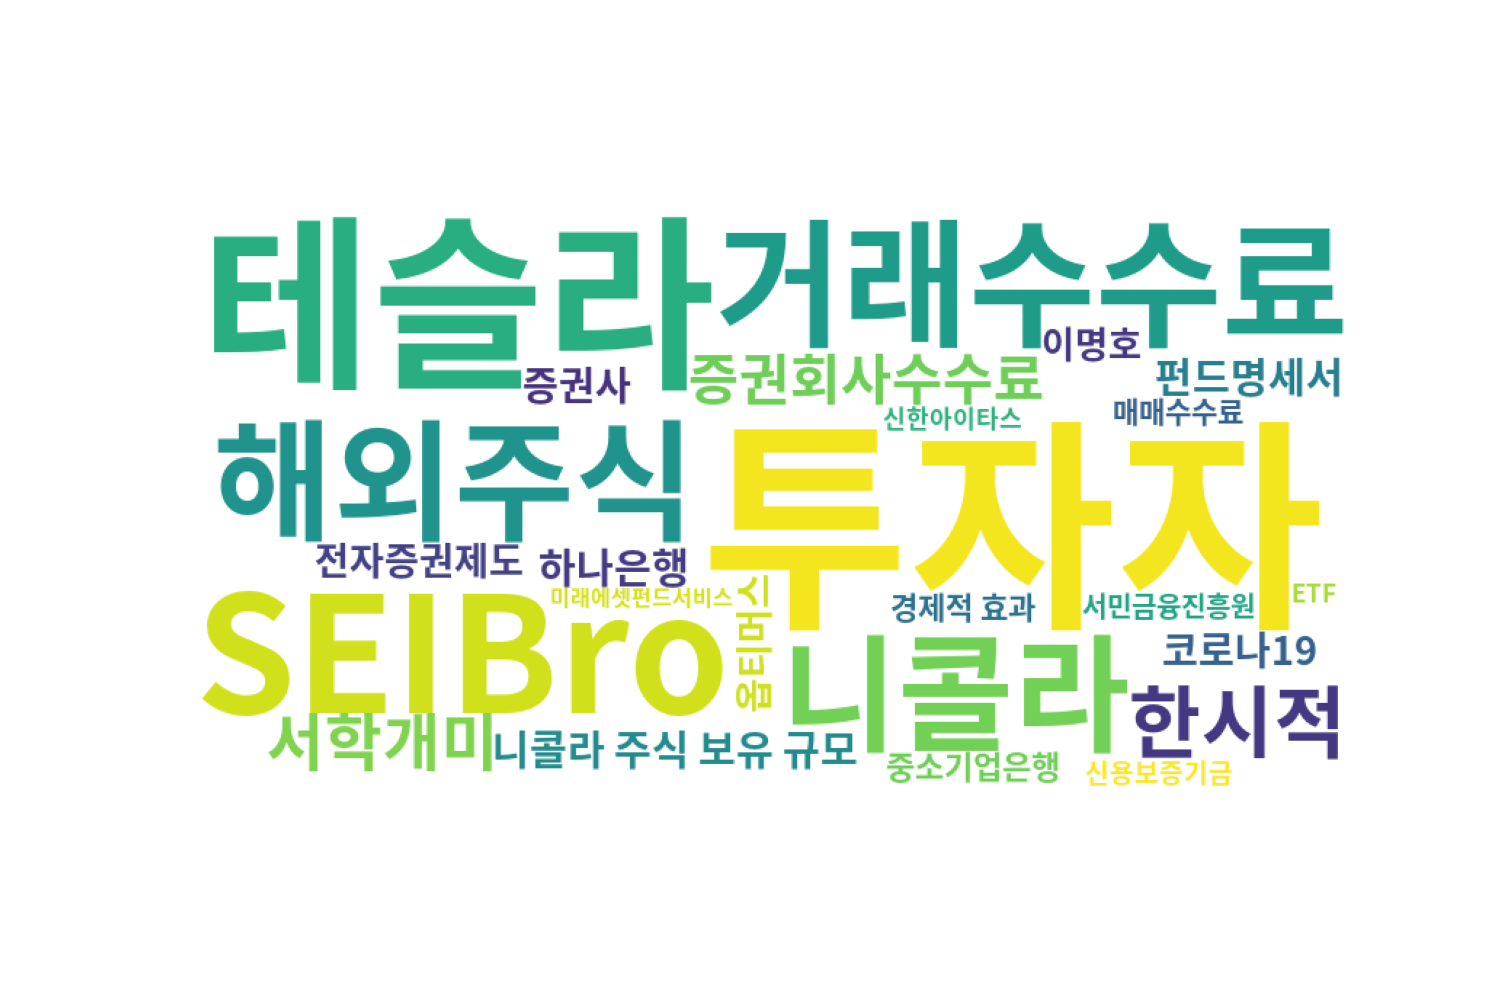 테슬라
거래수수료
이명호
증권사
증권회사수수료
펀드명세서
신한아이타스
매매수수료
해외주식
투자자
전자증권제도
하나은행
미래에셋펀드서비스
SEIBro
옵티머스
경제적 효과
서민금융진흥원
ETF
니콜라
코로나19
한시적
서학개미
니콜라 주식 보유 규모
중소기업은행
신용보증기금